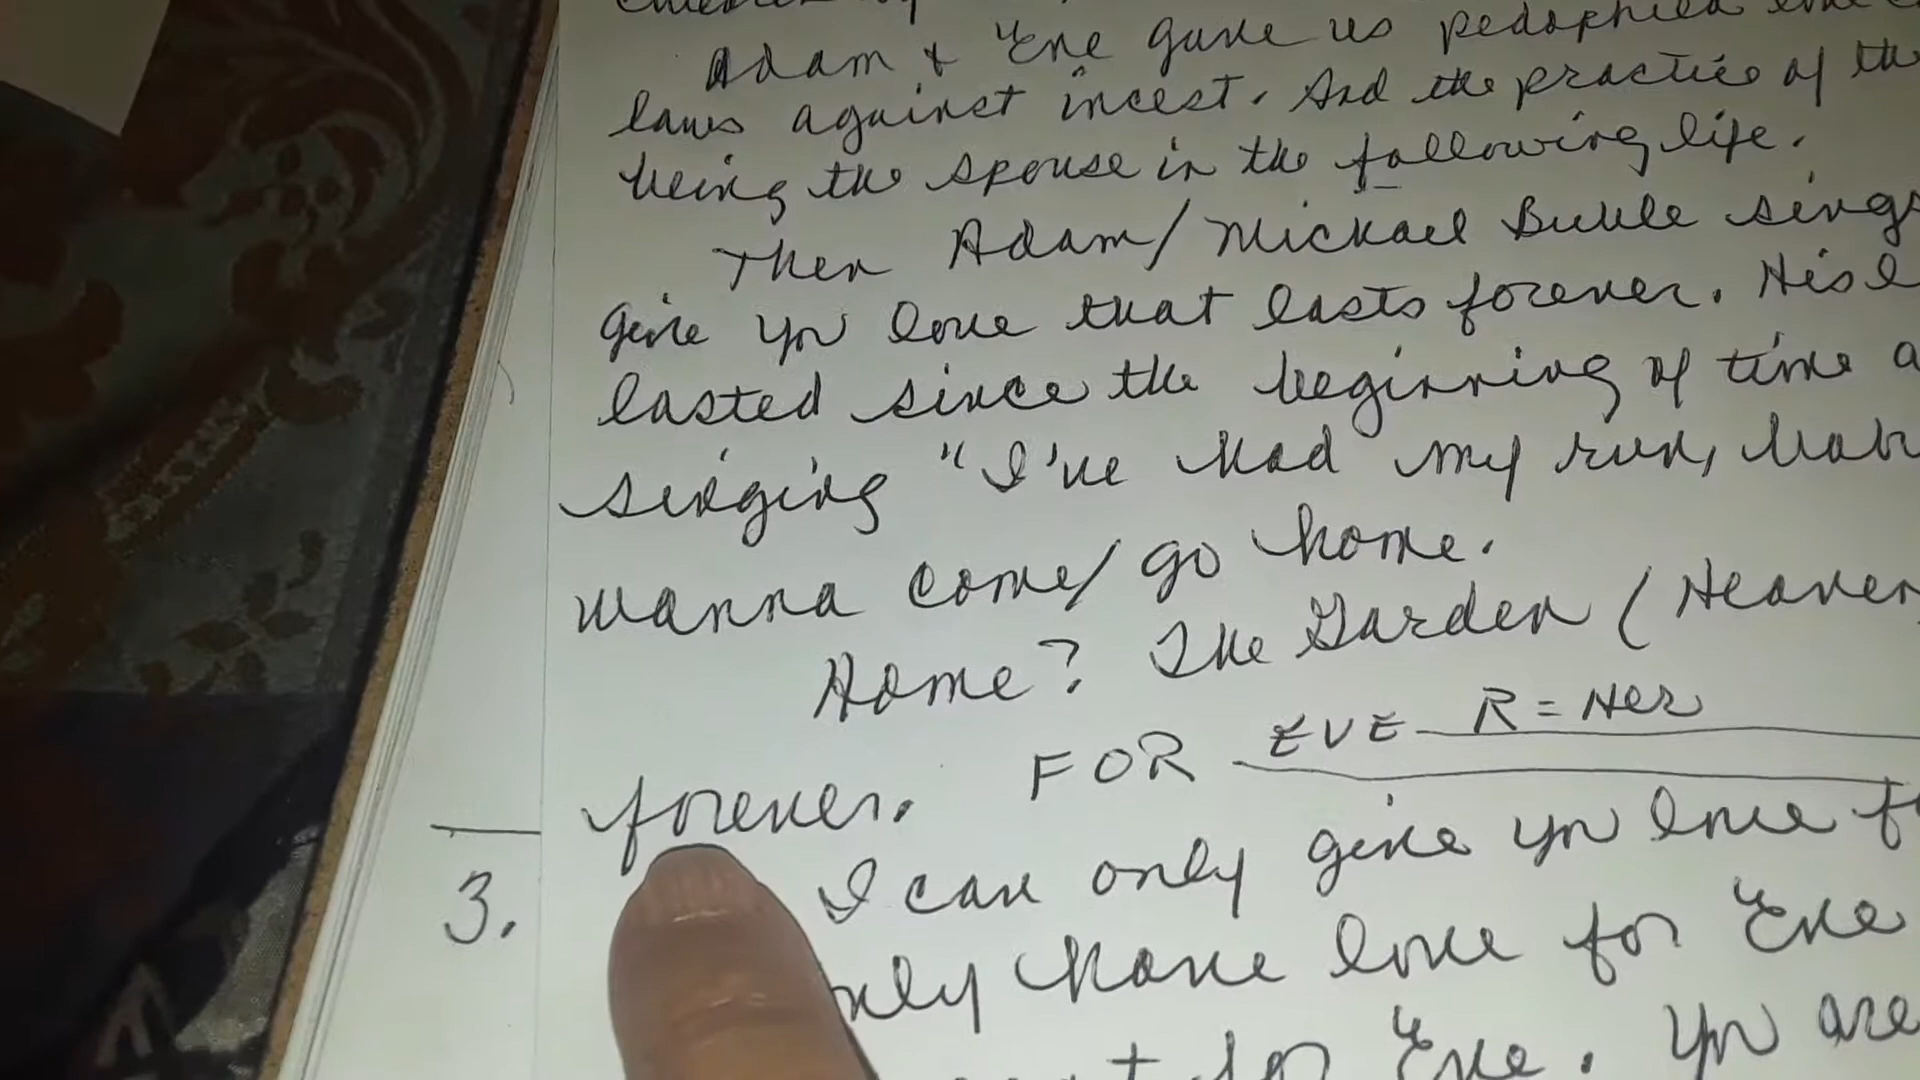 Adam & Eve gave us pedophilia
laws against incest. And the practice of the
being the spouse in the following life.
Then Adam/Mickael Buble sings
give you love that lasts forever. His
lasted since the beginning of time
singing "I've had my run,
wanna come/go home.
Home? The Garden (Heaven
FOR EVE R = Her
forever.
3. I can only give you love
only have love for Eve
for Eve. You are